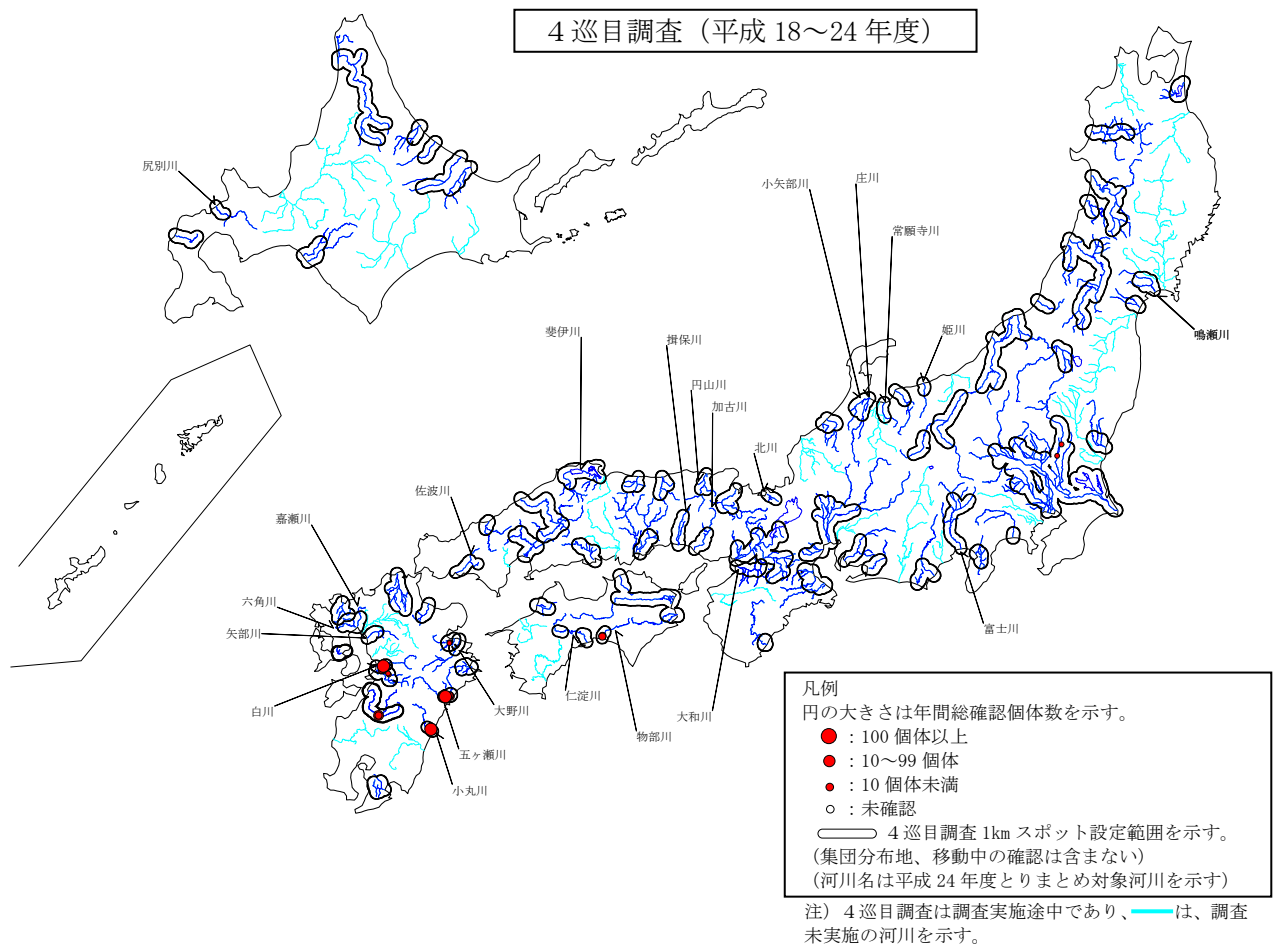 ４巡目調査（平成 18～24 年度）
尻別川
小矢部川
庄川
常願寺川
姫川
鳴瀬川
斐伊川
揖保川
円山川
加古川
北川
佐波川
嘉瀬川
六角川
矢部川
白川
大野川
五ヶ瀬川
小丸川
仁淀川
物部川
大和川
富士川
凡例
円の大きさは年間総確認個体数を示す。
：100 個体以上
：10～99 個体
：10 個体未満
：未確認
４巡目調査 1km スポット設定範囲を示す。
（集団分布地、移動中の確認は含まない）
（河川名は平成 24 年度とりまとめ対象河川を示す）
注）４巡目調査は調査実施途中であり、 は、調査
未実施の河川を示す。